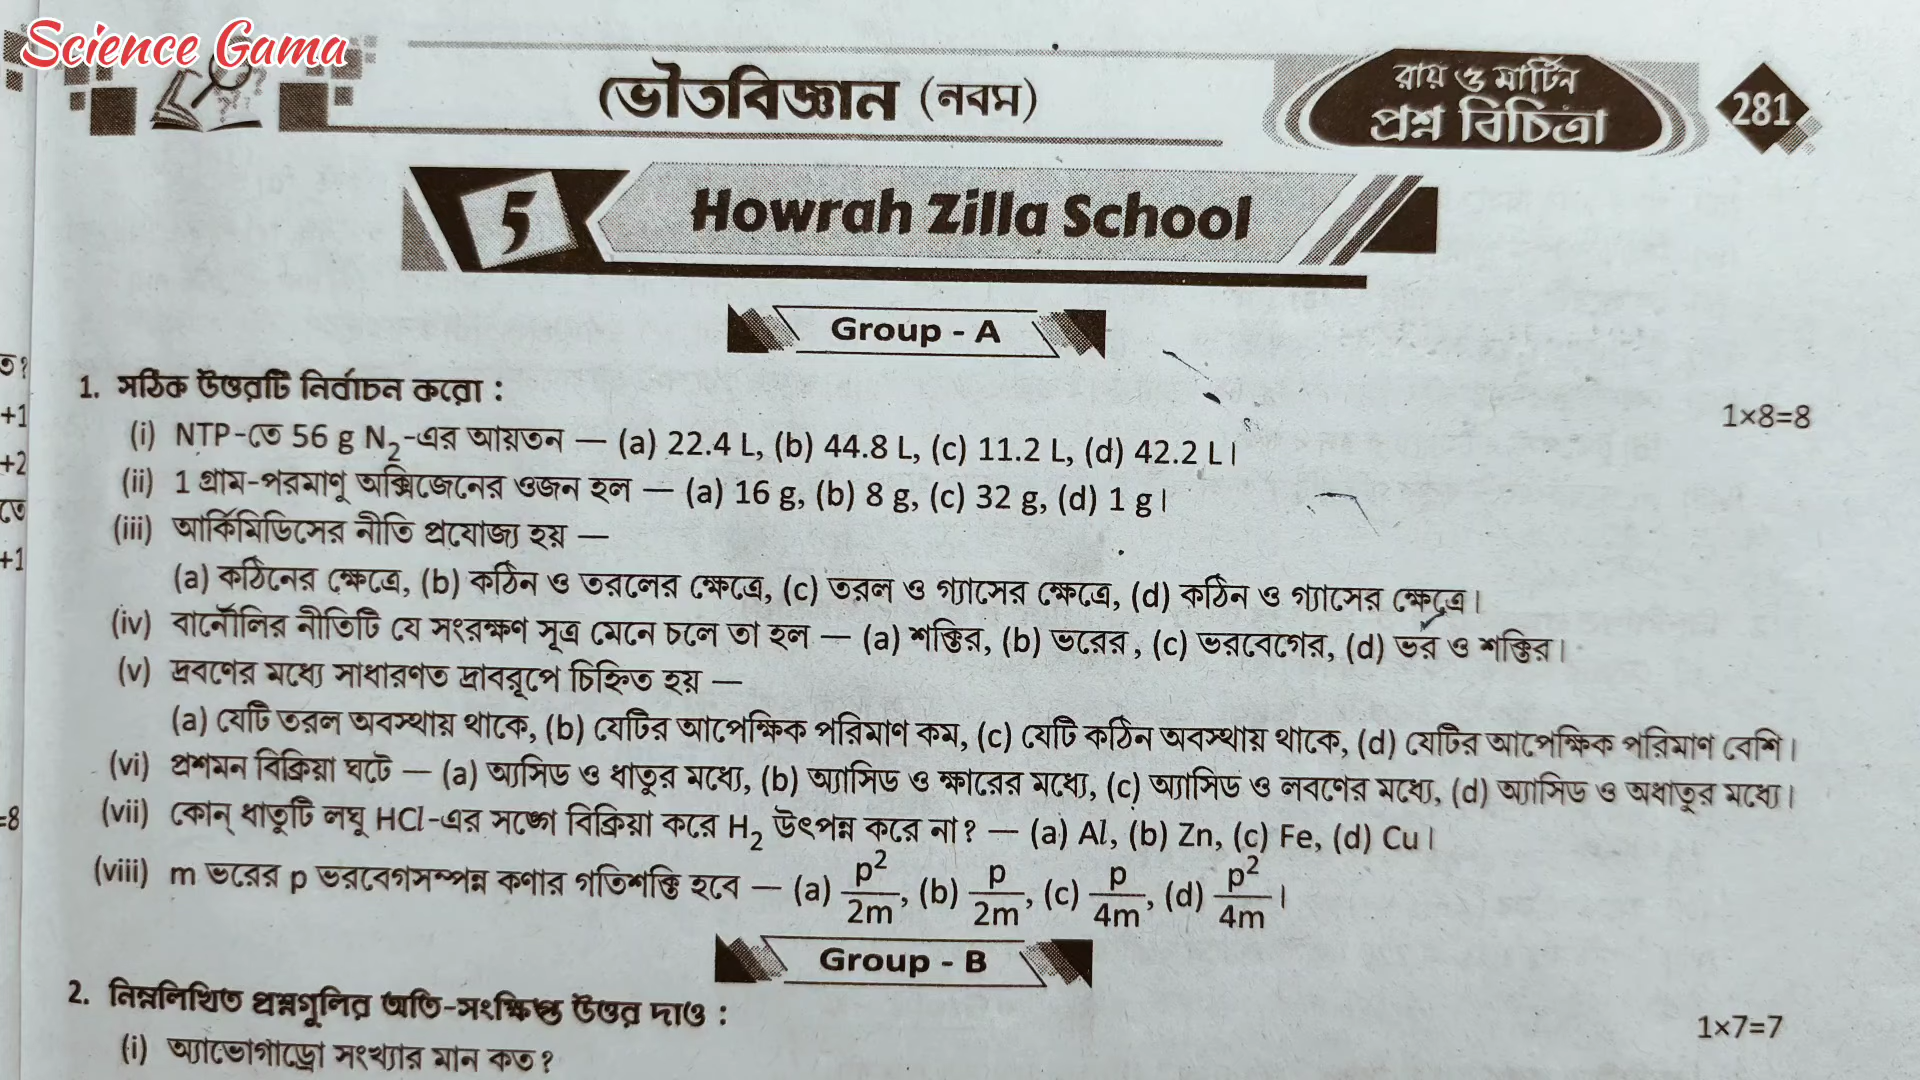 Science Gama
ভৌতবিজ্ঞান (নবম)
রায় ও মার্টিন
প্রশ্ন বিচিত্রা
281
5 Howrah Zilla School
Group - A
1. সঠিক উত্তরটি নির্বাচন করো :
1×8=8
(i) NTP-তে 56 g N₂-এর আয়তন — (a) 22.4 L, (b) 44.8 L, (c) 11.2 L, (d) 42.2 L।
(ii) 1 গ্রাম-পরমাণু অক্সিজেনের ওজন হল — (a) 16 g, (b) 8 g, (c) 32 g, (d) 1 g।
(iii) আর্কিমিডিসের নীতি প্রযোজ্য হয় —
(a) কঠিনের ক্ষেত্রে, (b) কঠিন ও তরলের ক্ষেত্রে, (c) তরল ও গ্যাসের ক্ষেত্রে, (d) কঠিন ও গ্যাসের ক্ষেত্রে।
(iv) বার্নৌলির নীতিটি যে সংরক্ষণ সূত্র মেনে চলে তা হল — (a) শক্তির, (b) ভরের, (c) ভরবেগের, (d) ভর ও শক্তির।
(v) দ্রবণের মধ্যে সাধারণত দ্রাবরূপে চিহ্নিত হয় —
(a) যেটি তরল অবস্থায় থাকে, (b) যেটির আপেক্ষিক পরিমাণ কম, (c) যেটি কঠিন অবস্থায় থাকে, (d) যেটির আপেক্ষিক পরিমাণ বেশি।
(vi) প্রশমন বিক্রিয়া ঘটে — (a) অ্যসিড ও ধাতুর মধ্যে, (b) অ্যাসিড ও ক্ষারের মধ্যে, (c) অ্যাসিড ও লবণের মধ্যে, (d) অ্যাসিড ও অধাতুর মধ্যে।
(vii) কোন্ ধাতুটি লঘু HCl-এর সঙ্গে বিক্রিয়া করে H₂ উৎপন্ন করে না? — (a) Al, (b) Zn, (c) Fe, (d) Cu।
(viii) m ভরের p ভরবেগসম্পন্ন কণার গতিশক্তি হবে — (a) p²/2m, (b) p/2m, (c) p/4m, (d) p²/4m।
Group - B
2. নিম্নলিখিত প্রশ্নগুলির অতি-সংক্ষিপ্ত উত্তর দাও :
1×7=7
(i) অ্যাভোগাড্রো সংখ্যার মান কত?
ত?
+1
+2
তে
+1
=8